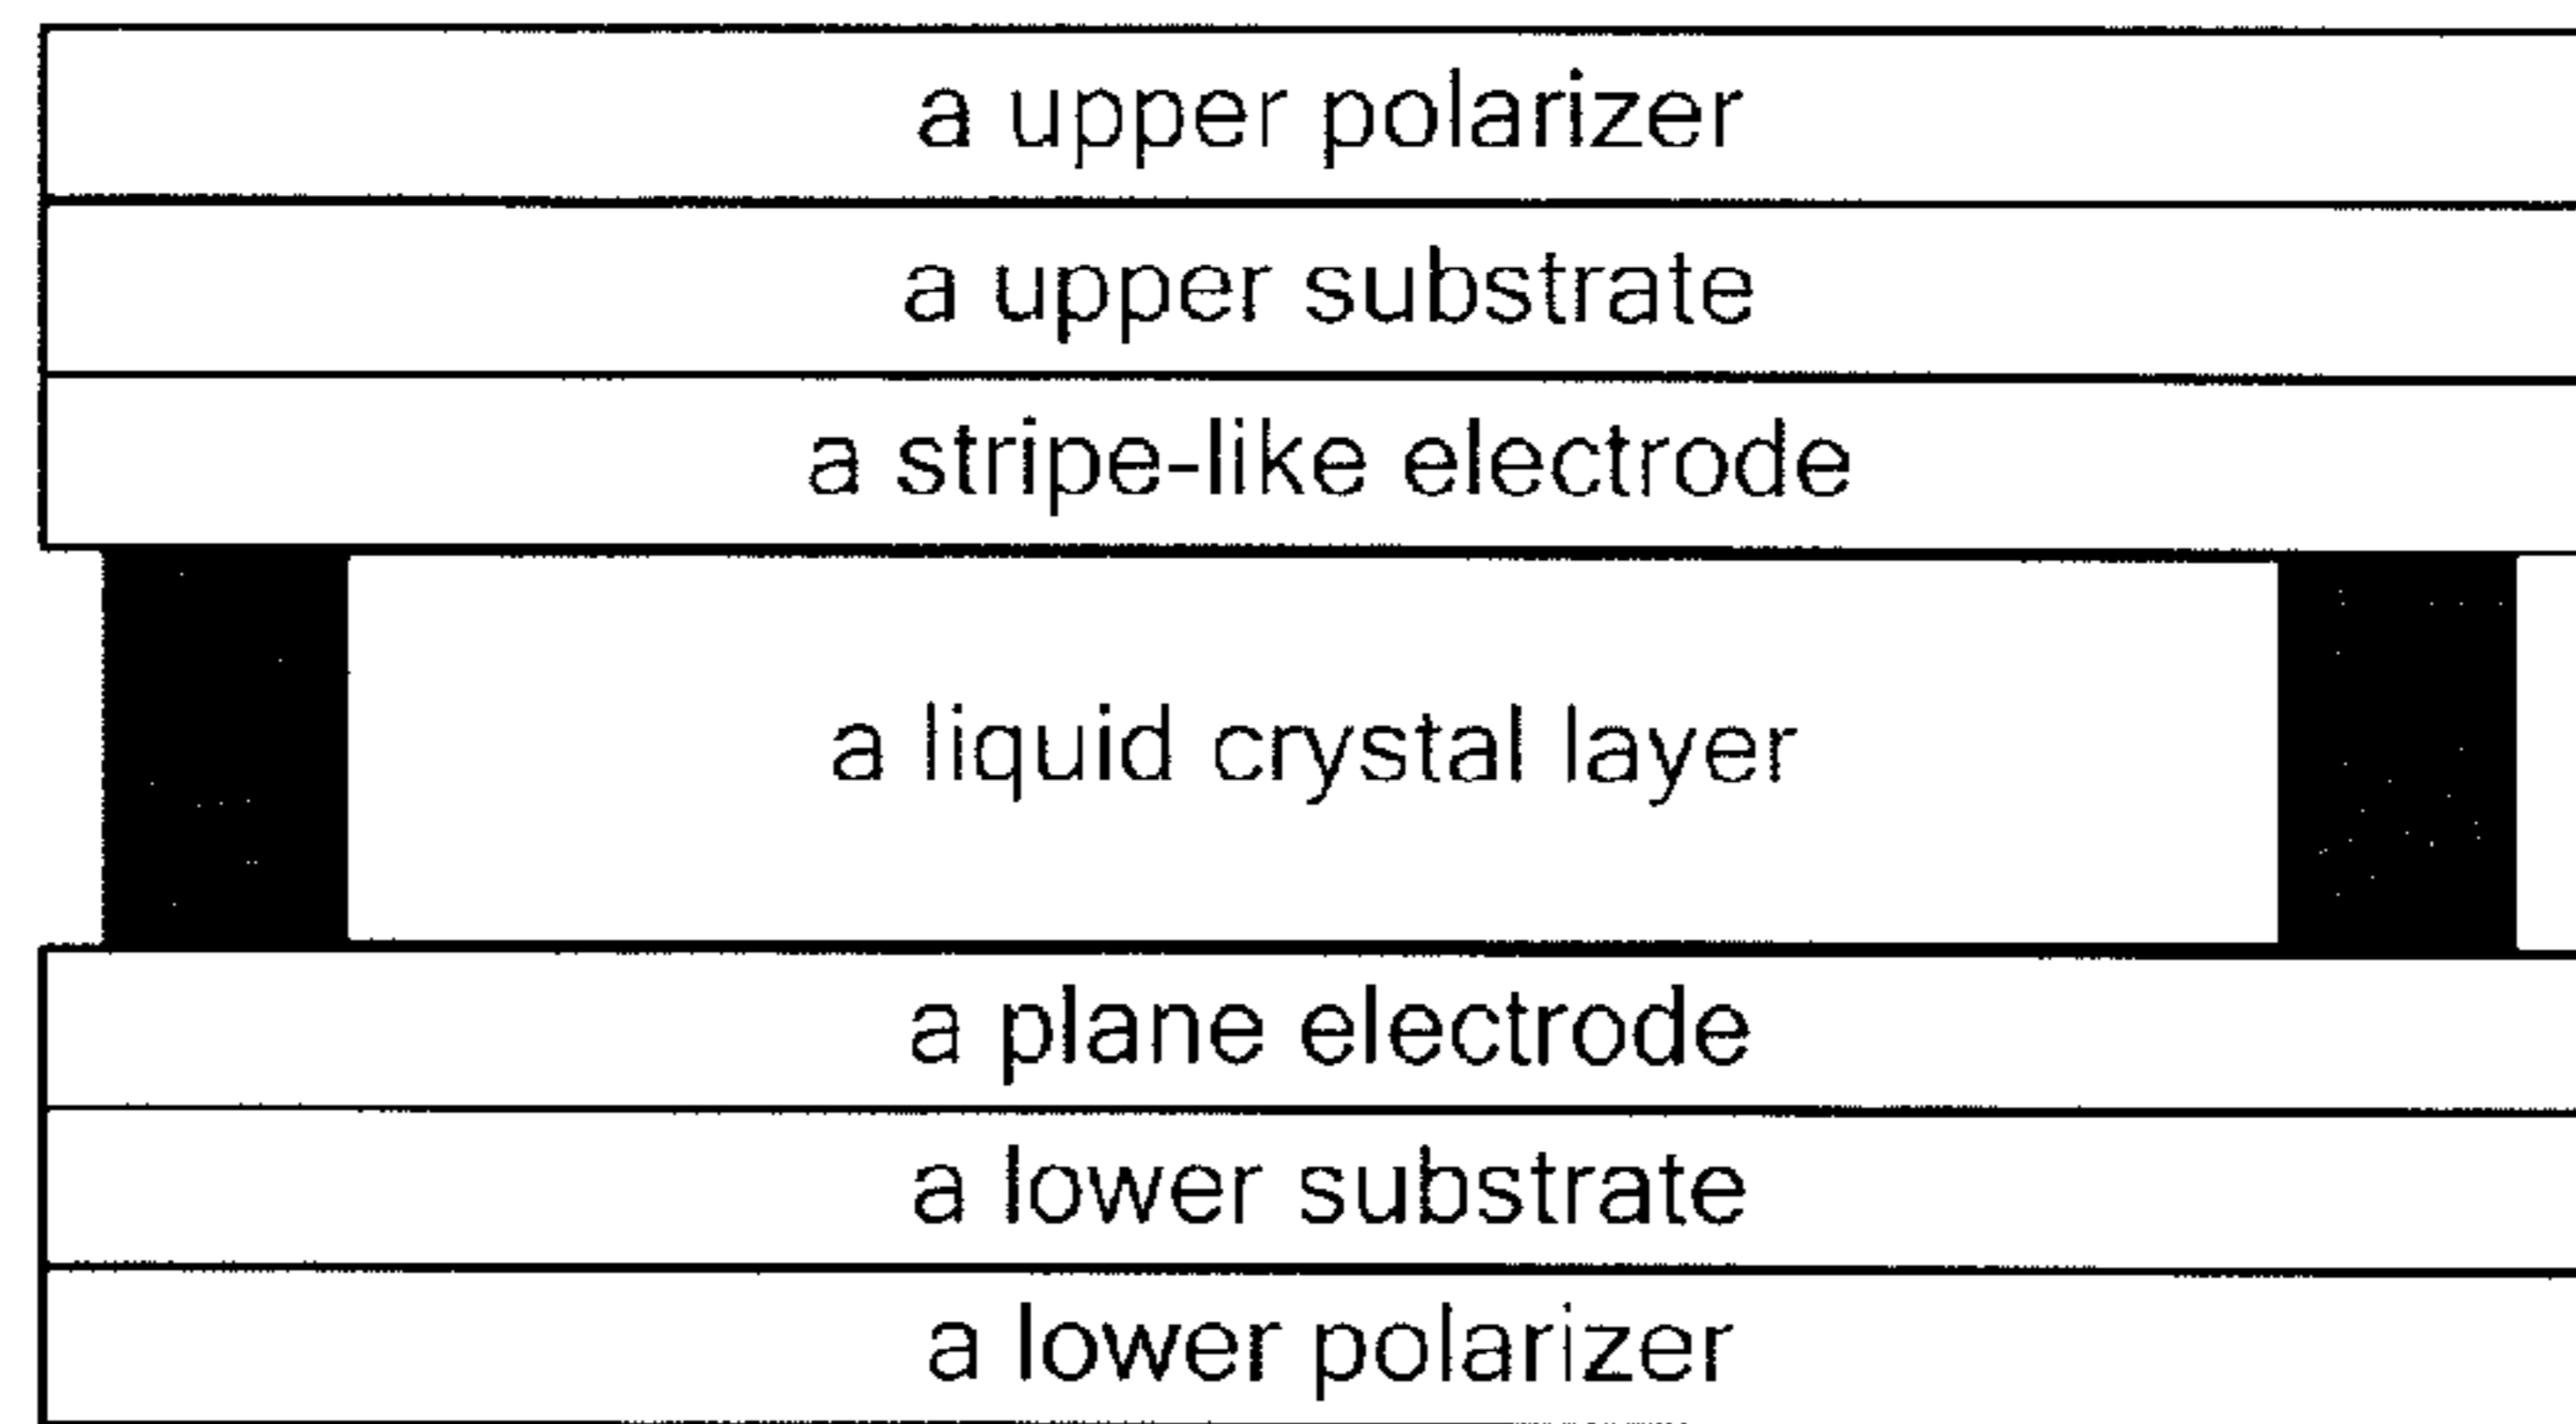 a upper polarizer
a upper substrate
a stripe-like electrode
a liquid crystal layer
a plane electrode
a lower substrate
a lower polarizer